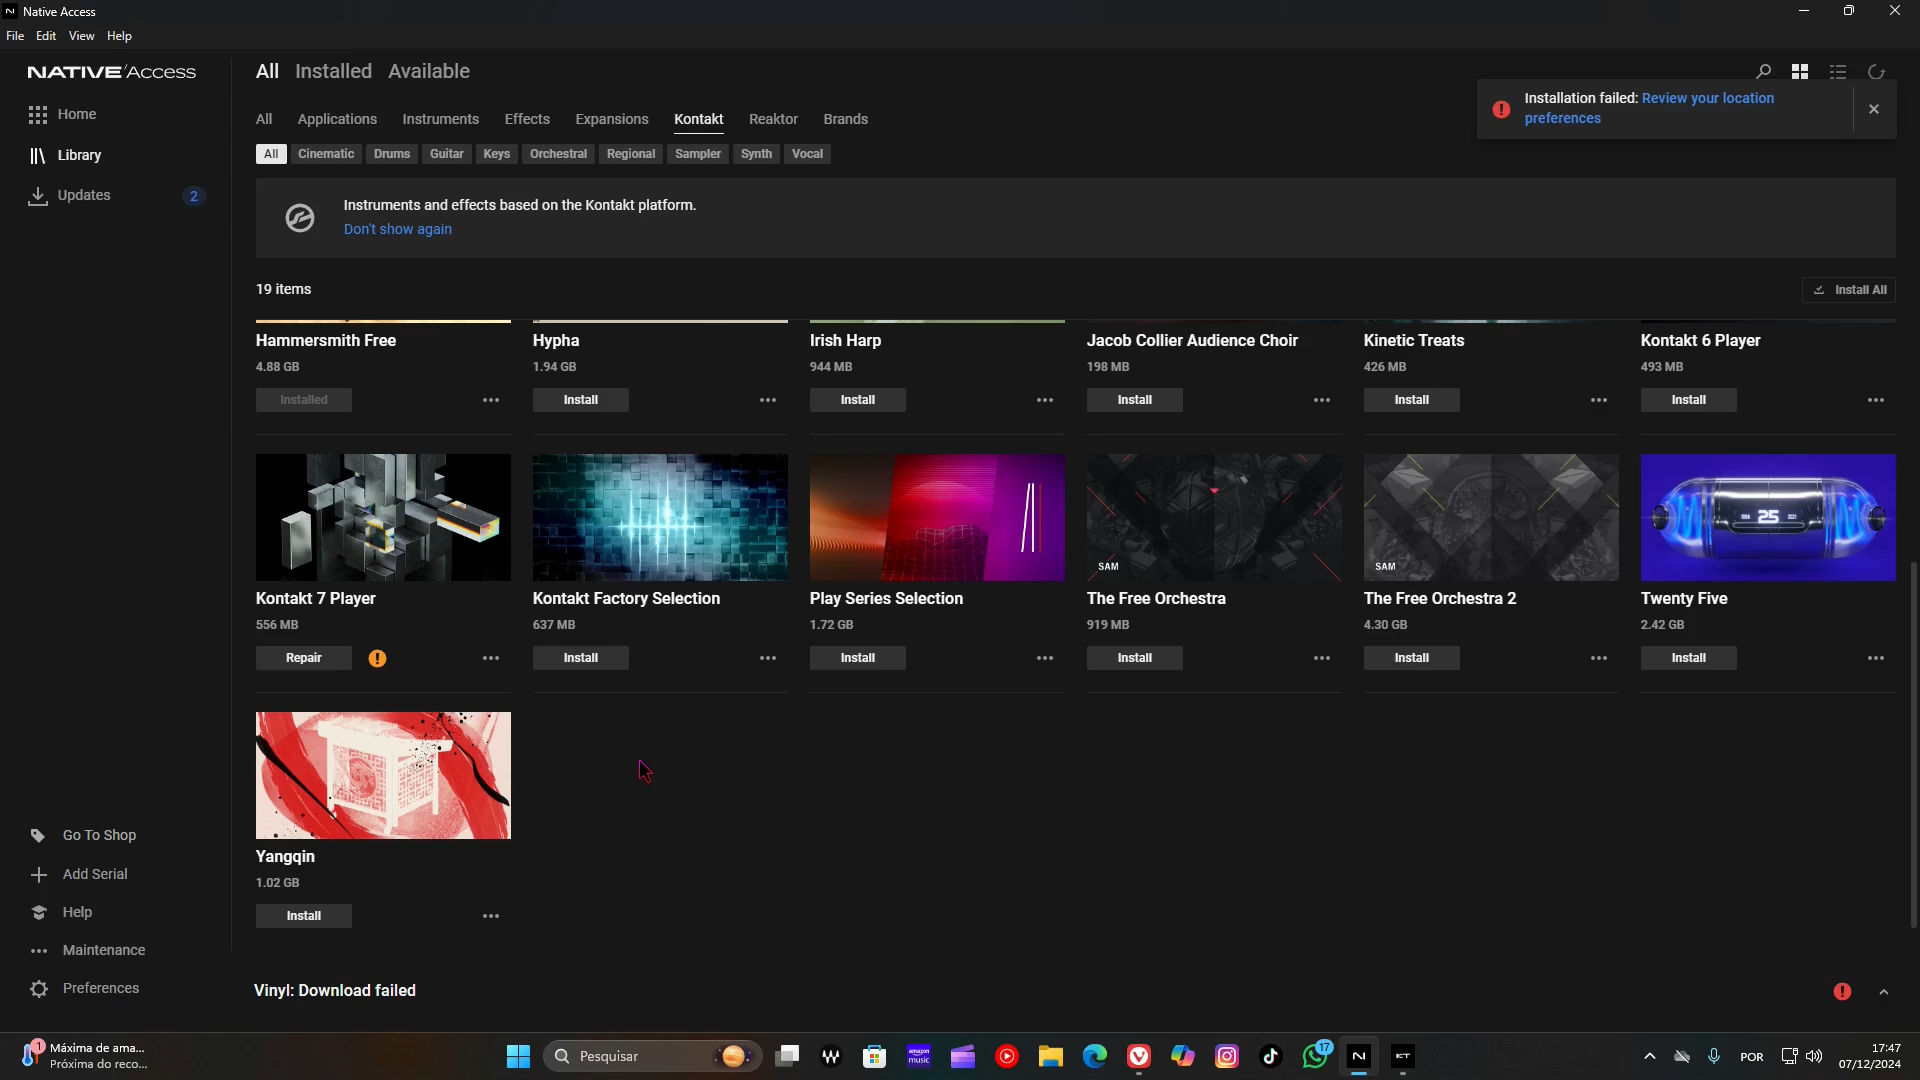 Native Access
File Edit View Help
NATIVE Access
All Installed Available
Home
Library
Updates 2
Installation failed: Review your location
preferences
All Applications Instruments Effects Expansions Kontakt Reaktor Brands
All Cinematic Drums Guitar Keys Orchestral Regional Sampler Synth Vocal
Instruments and effects based on the Kontakt platform.
Don't show again
19 items
Install All
Hammersmith Free Hypha Irish Harp Jacob Collier Audience Choir Kinetic Treats Kontakt 6 Player
4.88 GB 1.94 GB 944 MB 198 MB 426 MB 493 MB
Installed Install Install Install Install Install
SAM SAM 25
Kontakt 7 Player Kontakt Factory Selection Play Series Selection The Free Orchestra The Free Orchestra 2 Twenty Five
556 MB 637 MB 1.72 GB 919 MB 4.30 GB 2.42 GB
Repair Install Install Install Install Install
Yangqin
1.02 GB
Install
Go To Shop
Add Serial
Help
Maintenance
Preferences
Vinyl: Download failed
1 Máxima de ama...
Próxima do reco...
Pesquisar
amazon music
17
KT
POR
17:47
07/12/2024